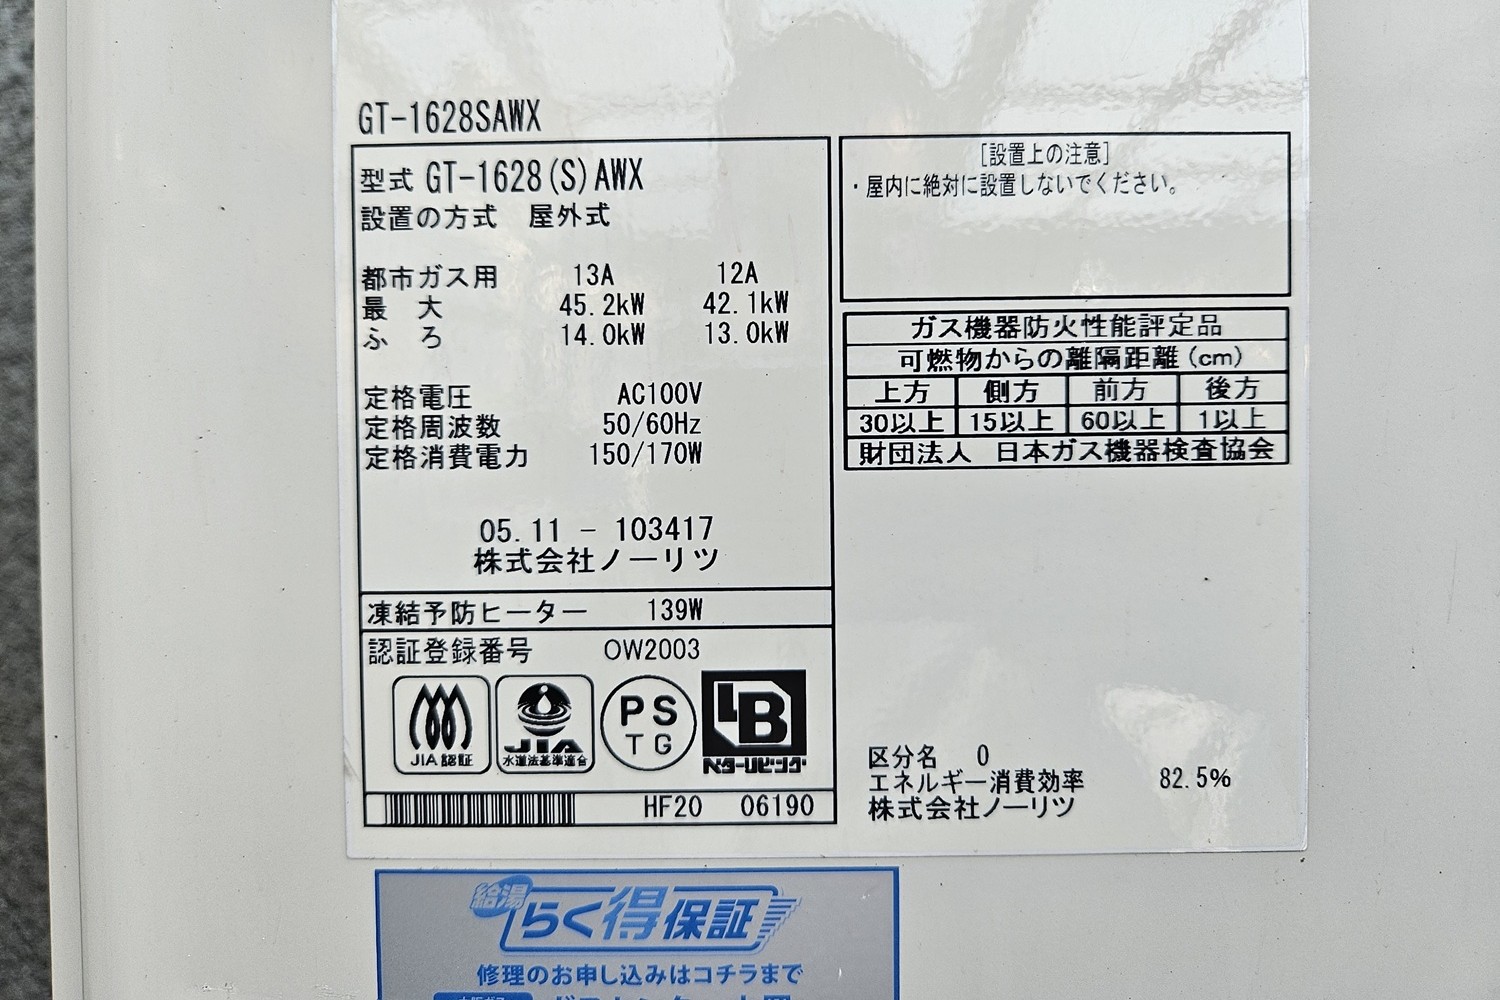 GT-1628SAWX
型式 GT-1628(S)AWX
設置の方式 屋外式
都市ガス用 13A 12A
最 大 45.2kW 42.1kW
ふ ろ 14.0kW 13.0kW
定格電圧 AC100V
定格周波数 50/60Hz
定格消費電力 150/170W
05.11 - 103417
株式会社ノーリツ
凍結予防ヒーター 139W
認証登録番号 OW2003
JIA認証
JIA
水道法基準適合
PS
TG
LB
ベターリビング
HF20 06190
[設置上の注意]
・屋内に絶対に設置しないでください。
ガス機器防火性能評定品
可燃物からの離隔距離(cm)
上方 側方 前方 後方
30以上 15以上 60以上 1以上
財団法人 日本ガス機器検査協会
区分名 0
エネルギー消費効率 82.5%
株式会社ノーリツ
給湯
らく得保証
修理のお申し込みはコチラまで